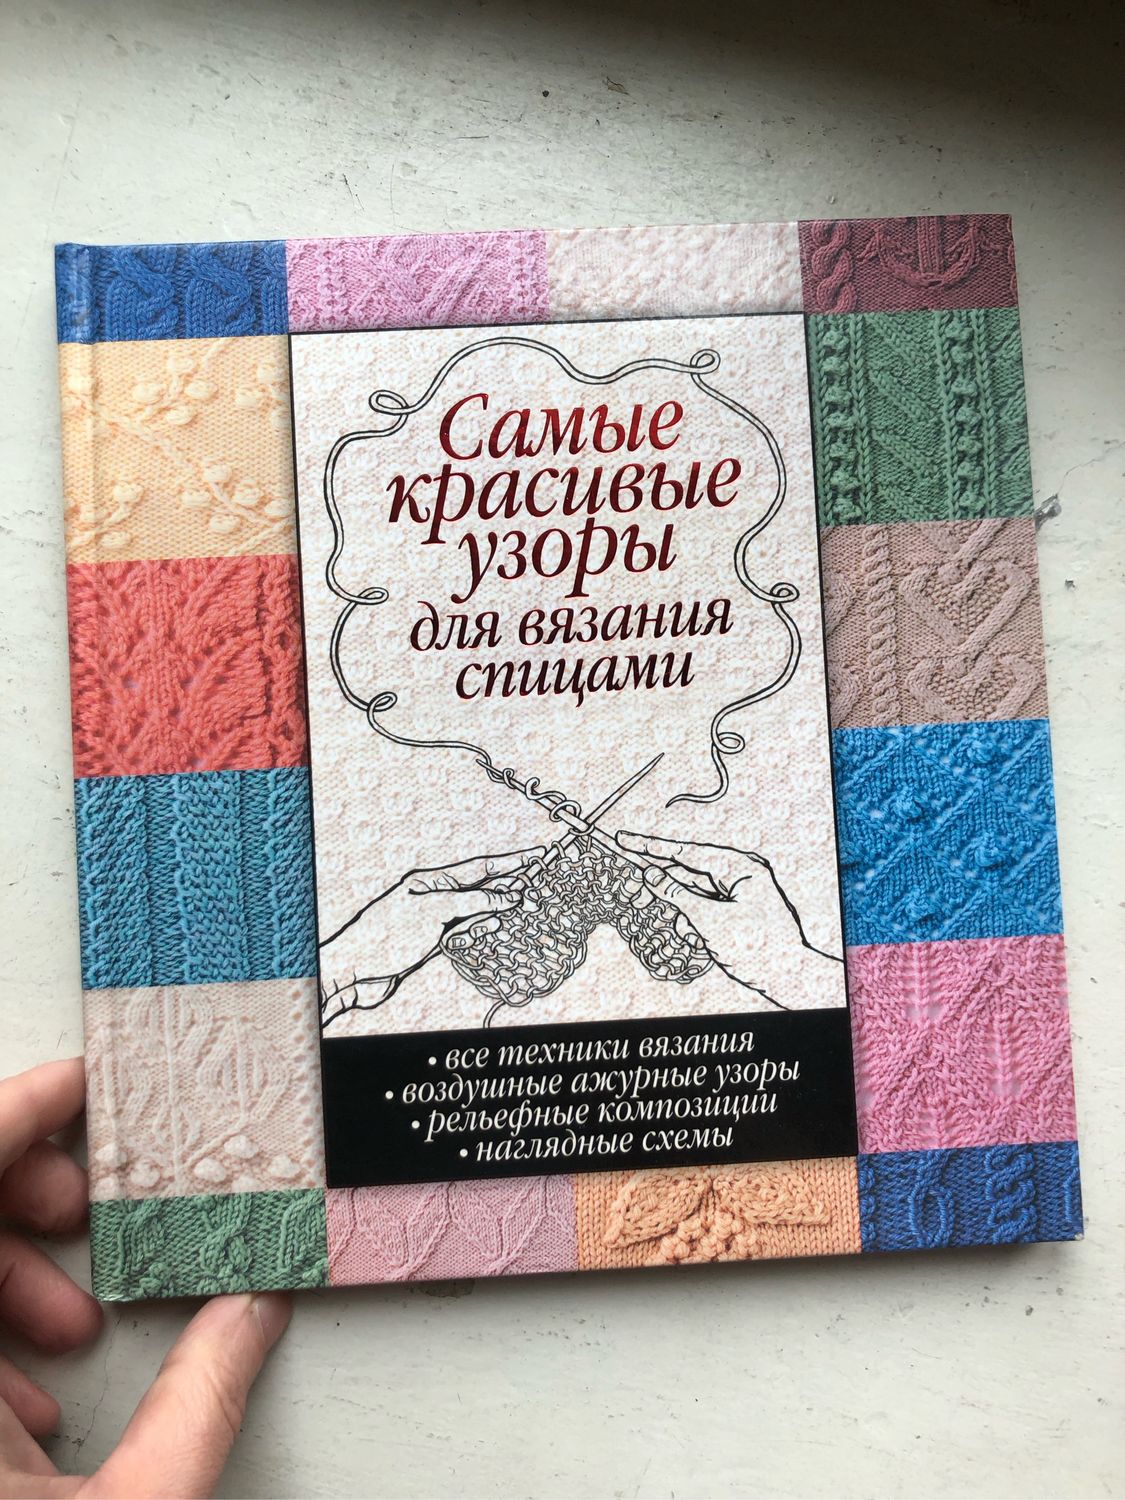 Самые
красивые
узоры
для вязания
спицами
• все техники вязания
• воздушные ажурные узоры
• рельефные композиции
• наглядные схемы